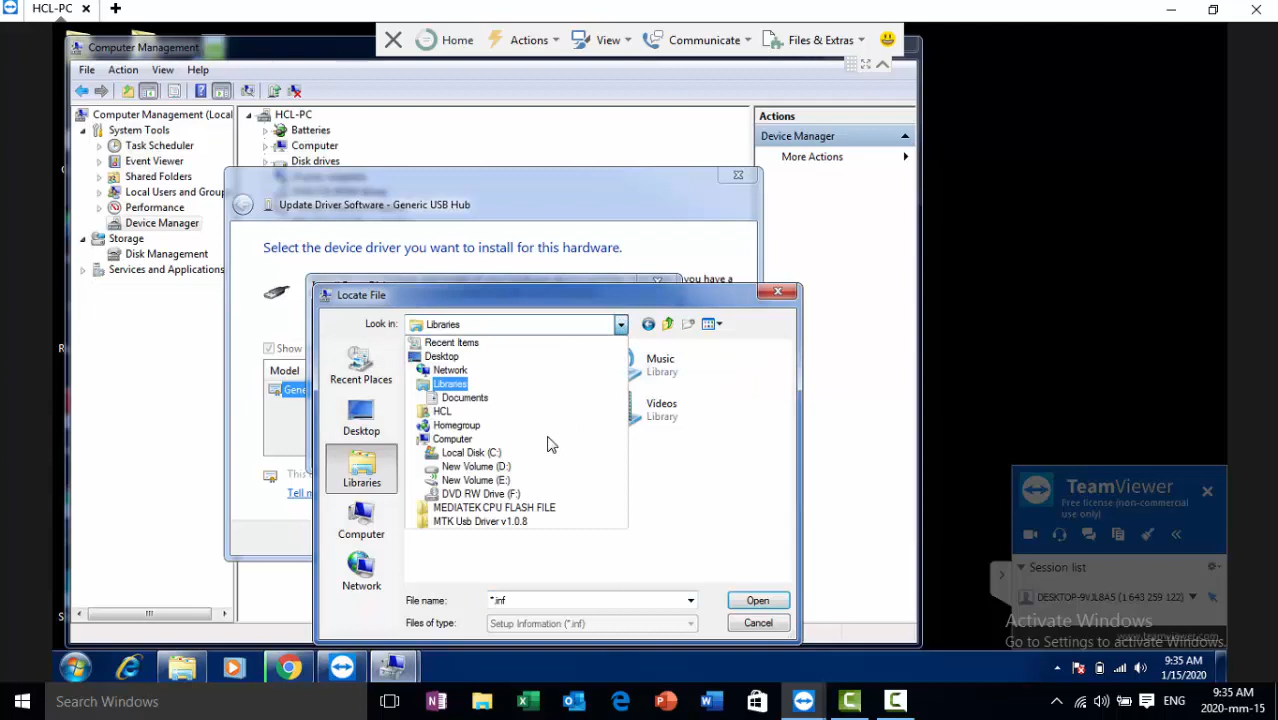 HCL-PC
Home
Actions
View
Communicate
Files & Extras
Computer Management
File Action View Help
Computer Management (Local
System Tools
Task Scheduler
Event Viewer
Shared Folders
Local Users and Group
Performance
Device Manager
Storage
Disk Management
Services and Applications
HCL-PC
Batteries
Computer
Disk drives
Actions
Device Manager
More Actions
Update Driver Software - Generic USB Hub
Select the device driver you want to install for this hardware.
you have a
Show
Model
Gene
This
Tell n
Locate File
Look in:
Libraries
Recent Items
Desktop
Network
Libraries
Documents
HCL
Homegroup
Computer
Local Disk (C:)
New Volume (D:)
New Volume (E:)
DVD RW Drive (F:)
MEDIATEK CPU FLASH FILE
MTK Usb Driver v1.0.8
Recent Places
Desktop
Libraries
Computer
Network
Music
Library
Videos
Library
File name:
*.inf
Open
Files of type:
Setup Information (*.inf)
Cancel
TeamViewer
Free license (non-commercial
use only)
Session list
DESKTOP-9VJL8A5 (1 643 259 122)
www.teamviewer.com
Activate Windows
Go to Settings to activate Windows.
9:35 AM
1/15/2020
Search Windows
ENG
9:35 AM
2020-mm-15